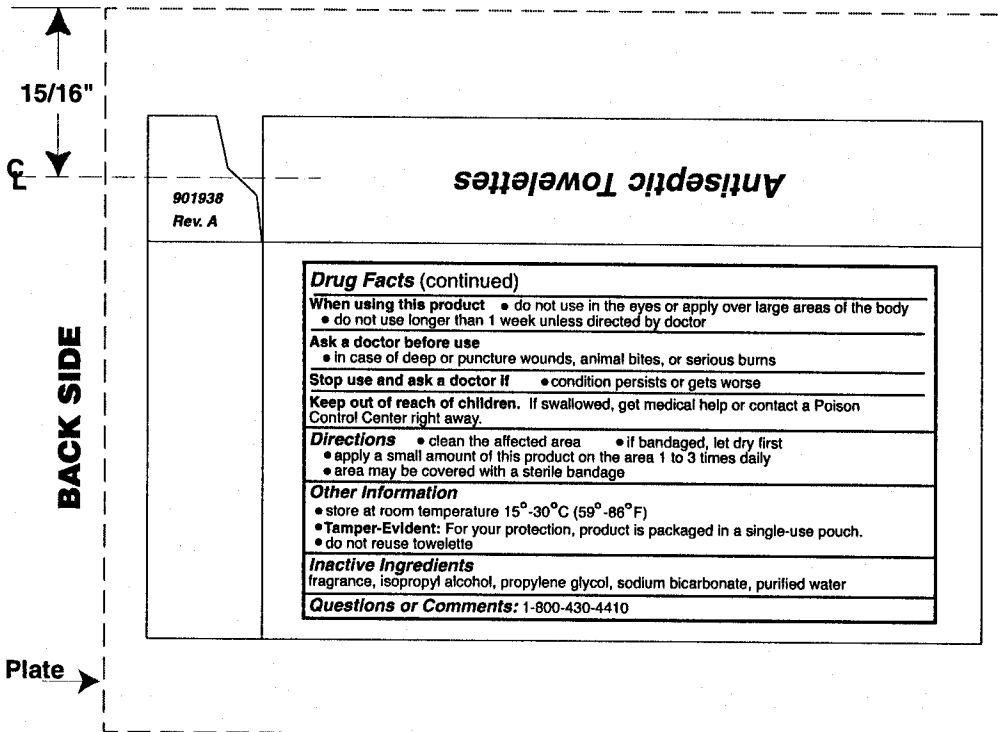 15/16"
CL
Antiseptic Towelettes
901938
Rev. A
BACK SIDE
Drug Facts (continued)
When using this product • do not use in the eyes or apply over large areas of the body
• do not use longer than 1 week unless directed by doctor
Ask a doctor before use
• in case of deep or puncture wounds, animal bites, or serious burns
Stop use and ask a doctor if • condition persists or gets worse
Keep out of reach of children. If swallowed, get medical help or contact a Poison
Control Center right away.
Directions • clean the affected area • if bandaged, let dry first
• apply a small amount of this product on the area 1 to 3 times daily
• area may be covered with a sterile bandage
Other Information
• store at room temperature 15°-30°C (59°-86°F)
• Tamper-Evident: For your protection, product is packaged in a single-use pouch.
• do not reuse towelette
Inactive Ingredients
fragrance, isopropyl alcohol, propylene glycol, sodium bicarbonate, purified water
Questions or Comments: 1-800-430-4410
Plate